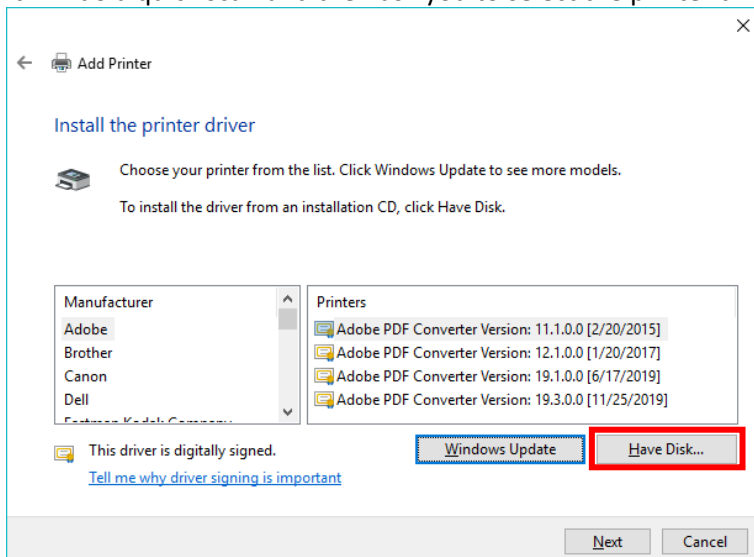 Add Printer
Install the printer driver
Choose your printer from the list. Click Windows Update to see more models.
To install the driver from an installation CD, click Have Disk.
Manufacturer
Adobe
Brother
Canon
Dell
Printers
Adobe PDF Converter Version: 11.1.0.0 [2/20/2015]
Adobe PDF Converter Version: 12.1.0.0 [1/20/2017]
Adobe PDF Converter Version: 19.1.0.0 [6/17/2019]
Adobe PDF Converter Version: 19.3.0.0 [11/25/2019]
This driver is digitally signed.
Tell me why driver signing is important
Windows Update
Have Disk...
Next
Cancel